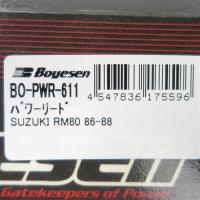 Boyesen
BO-PWR-611
4 547836 175596
ﾊﾟﾜｰﾘｰﾄﾞ
SUZUKI RM80 86-88
Gatekeepers of Power